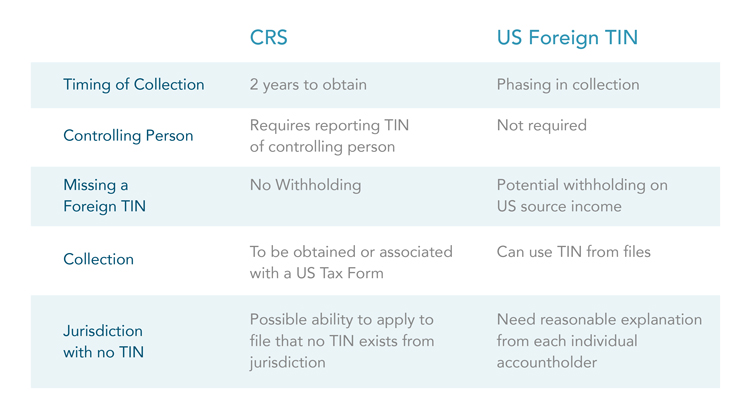 CRS
US Foreign TIN
Timing of Collection
2 years to obtain
Phasing in collection
Controlling Person
Requires reporting TIN
of controlling person
Not required
Missing a
Foreign TIN
No Withholding
Potential withholding on
US source income
Collection
To be obtained or associated
with a US Tax Form
Can use TIN from files
Jurisdiction
with no TIN
Possible ability to apply to
file that no TIN exists from
jurisdiction
Need reasonable explanation
from each individual
accountholder